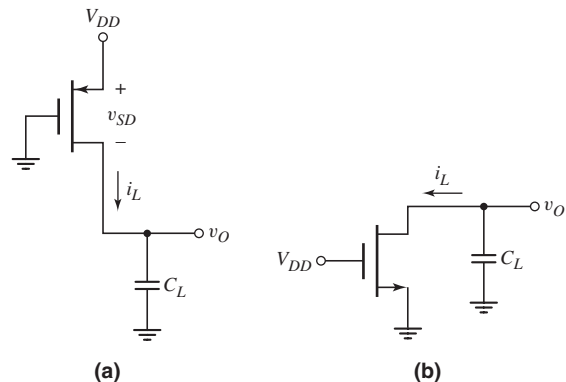 V_DD
+
v_SD
–
i_L
v_O
C_L
(a)
i_L
v_O
V_DD
C_L
(b)